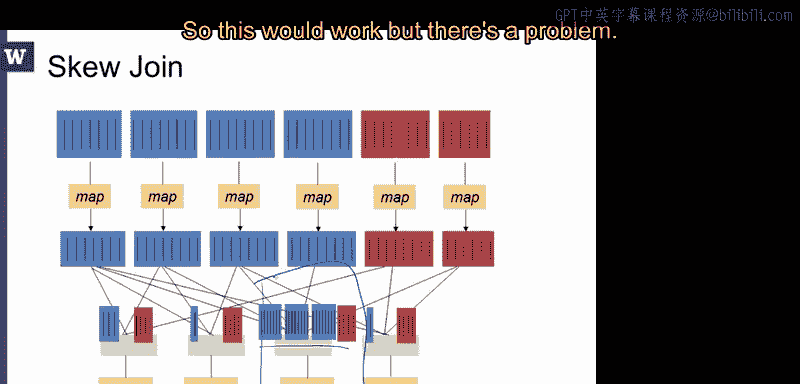 GPT中英字幕课程资源@bilibili.com
So this would work but there's a problem.
W
Skew Join
map map map map map map